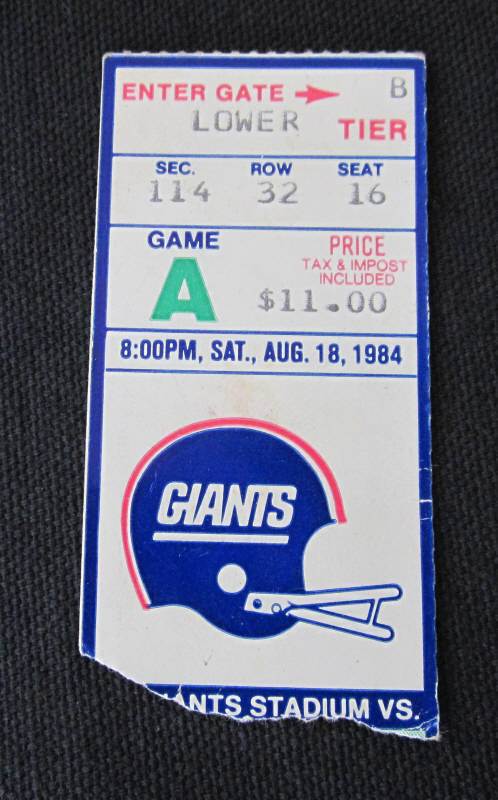 ENTER GATE → B
LOWER TIER
SEC. ROW SEAT
114 32 16
GAME PRICE
TAX & IMPOST
INCLUDED
A $11.00
8:00PM, SAT., AUG. 18, 1984
GIANTS
STADIUM VS.